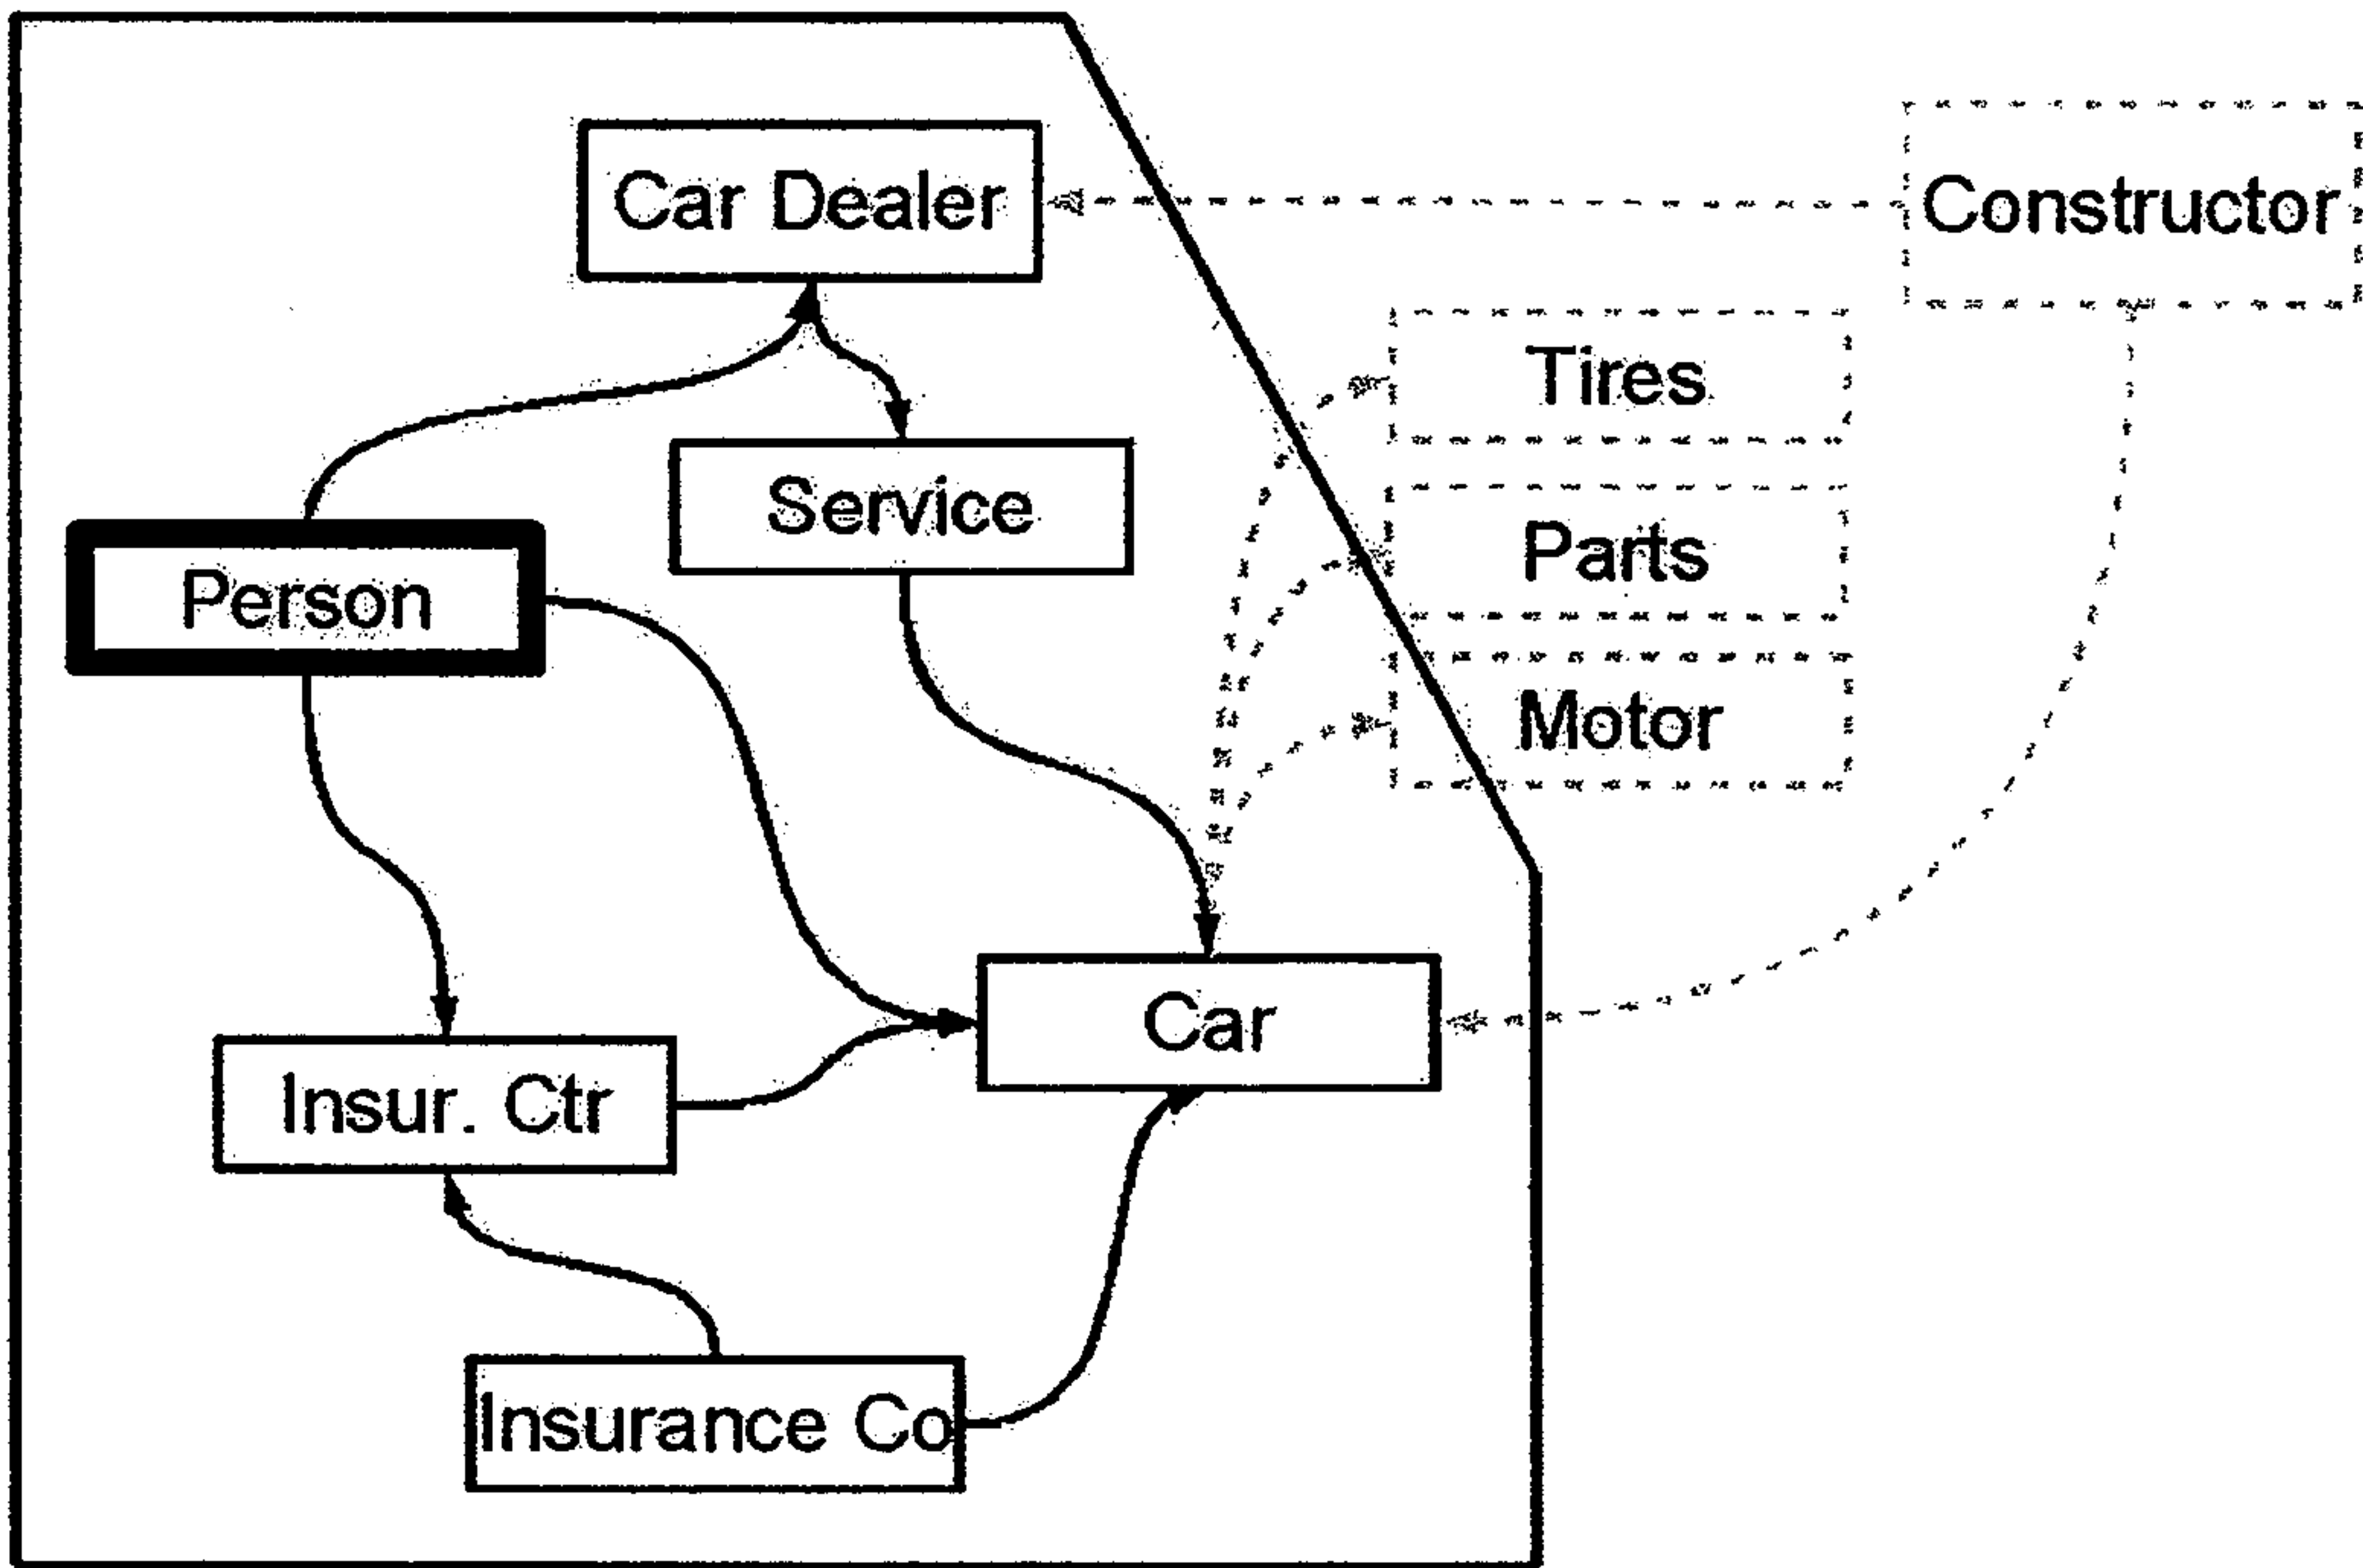 Car Dealer
Constructor
Tires
Service
Parts
Person
Motor
Car
Insur. Ctr
Insurance Co